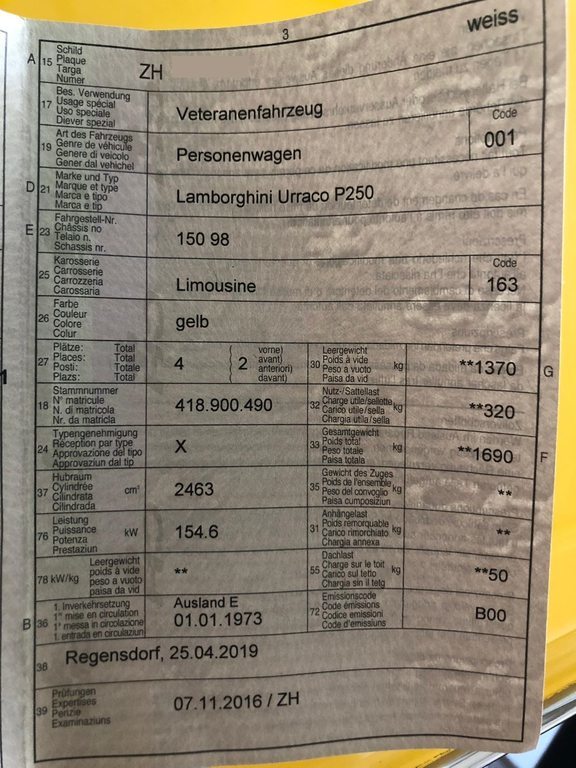 3
weiss
A 15 Schild
Plaque
Targa
Numer
ZH
17 Bes. Verwendung
Usage spécial
Uso speciale
Diever spezial
Veteranenfahrzeug
19 Art des Fahrzeugs
Genre de véhicule
Genere di veicolo
Gener dal vehichel
Personenwagen
Code
001
D 21 Marke und Typ
Marque et type
Marca e tipo
Marca e tip
Lamborghini Urraco P250
E 23 Fahrgestell-Nr.
Châssis no
Telaio n.
Schassis nr.
150 98
25 Karosserie
Carrosserie
Carrozzeria
Carossaria
Limousine
Code
163
26 Farbe
Couleur
Colore
Colur
gelb
27 Plätze: Total
Places: Total
Posti: Totale
Plazs: Total
4
2
vorne)
avant)
anteriori)
davant)
30 Leergewicht
Poids à vide
Peso a vuoto
Paisa da vid
kg
**1370
G
18 Stammnummer
N° matricule
N. di matricola
Nr. da matricla
418.900.490
32 Nutz-/Sattellast
Charge utile/sellette
Carico utile/sella
Chargia utila/sella
kg
**320
24 Typengenehmigung
Réception par type
Approvazione del tipo
Approvaziun dal tip
X
33 Gesamtgewicht
Poids total
Peso totale
Paisa totala
kg
**1690
F
37 Hubraum
Cylindrée
Cilindrata
Cilindrada
cm³
2463
35 Gewicht des Zuges
Poids de l'ensemble
Peso del convoglio
Paisa cumposiziun
kg
**
76 Leistung
Puissance
Potenza
Prestaziun
kW
154.6
31 Anhängelast
Poids remorquable
Carico rimorchiato
Chargia annexa
kg
**
78 kW/kg
Leergewicht
poids à vide
peso a vuoto
paisa da vid
**
55 Dachlast
Charge sur le toit
Carico sul tetto
Chargia sin il tetg
kg
**50
B 36 1. Inverkehrsetzung
1re mise en circulation
1a messa in circolazione
1. entrada en circulaziun
Ausland E
01.01.1973
72 Emissionscode
Code émissions
Codice emissioni
Code d'emissiuns
B00
38 Regensdorf, 25.04.2019
39 Prüfungen
Expertises
Perizie
Examinaziuns
07.11.2016 / ZH